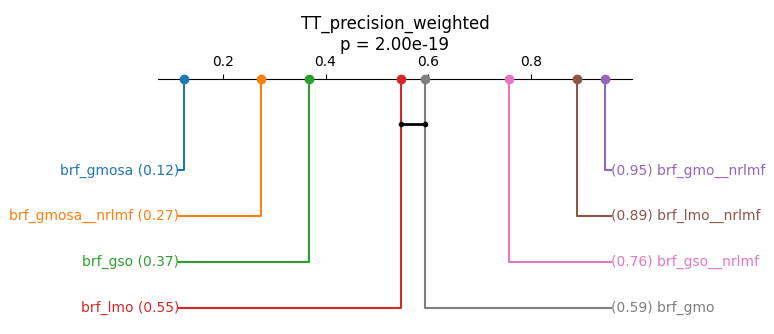 TT_precision_weighted
p = 2.00e-19
0.2 0.4 0.6 0.8
brf_gmosa (0.12) (0.95) brf_gmo__nrlmf
brf_gmosa__nrlmf (0.27) (0.89) brf_lmo__nrlmf
brf_gso (0.37) (0.76) brf_gso__nrlmf
brf_lmo (0.55) (0.59) brf_gmo